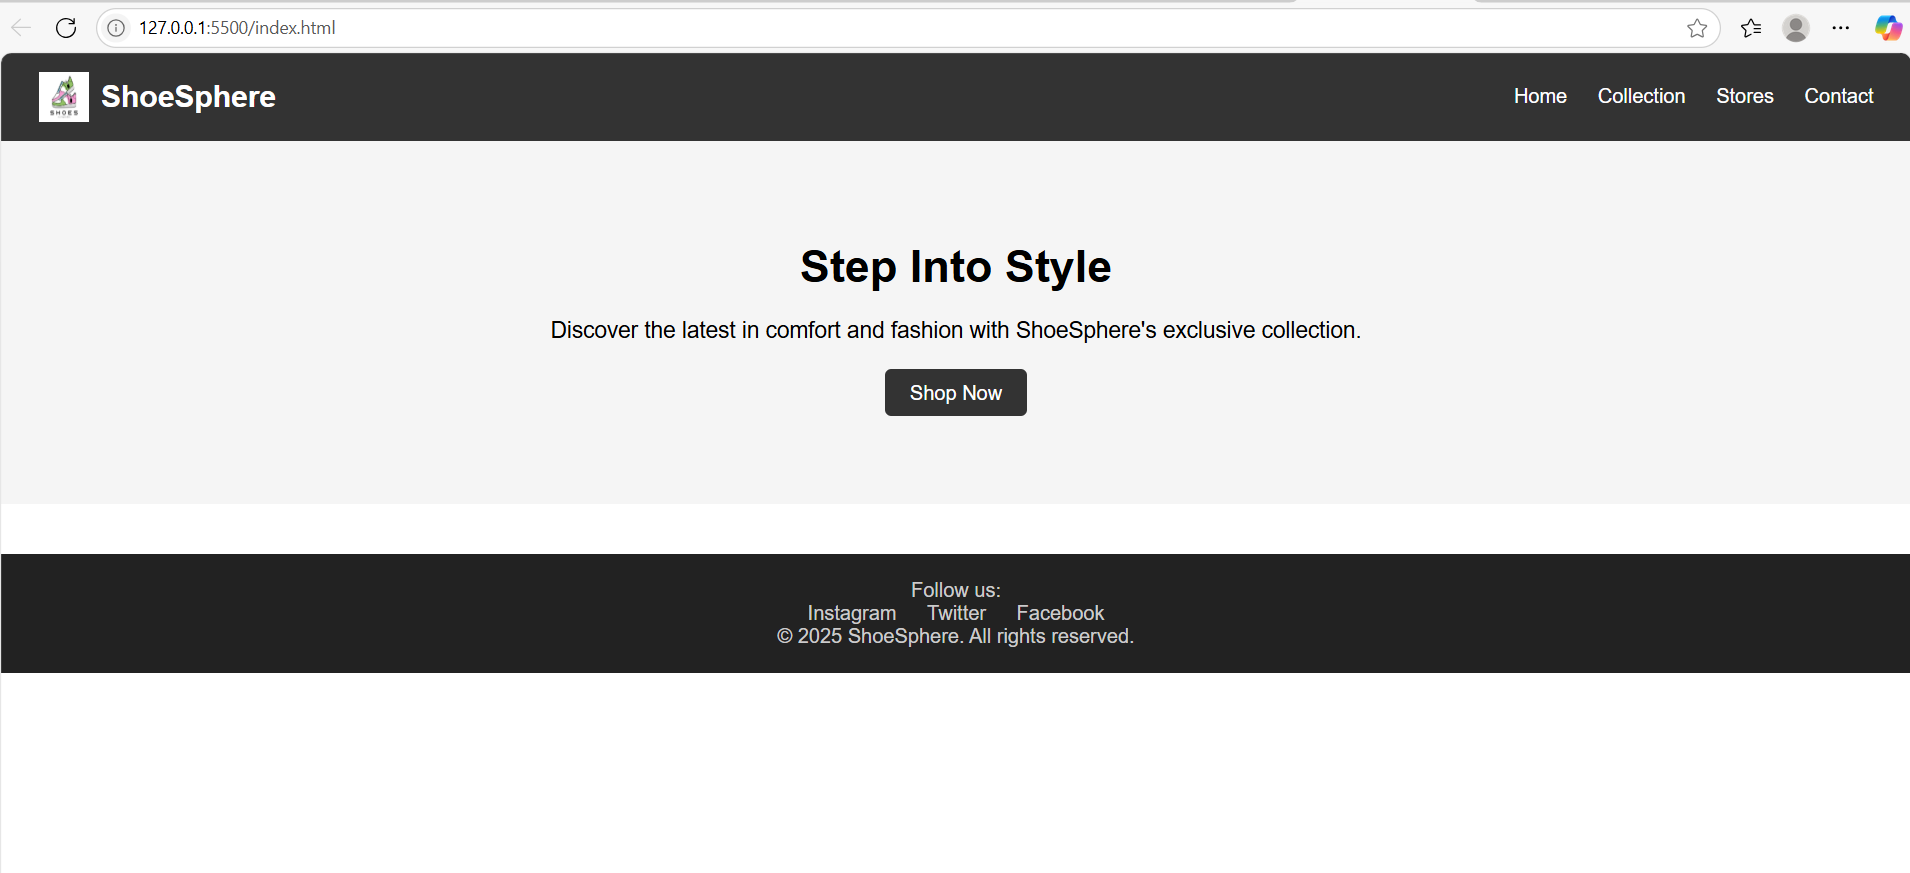 127.0.0.1:5500/index.html
SHOES
ShoeSphere
Home Collection Stores Contact
Step Into Style
Discover the latest in comfort and fashion with ShoeSphere's exclusive collection.
Shop Now
Follow us:
Instagram Twitter Facebook
© 2025 ShoeSphere. All rights reserved.